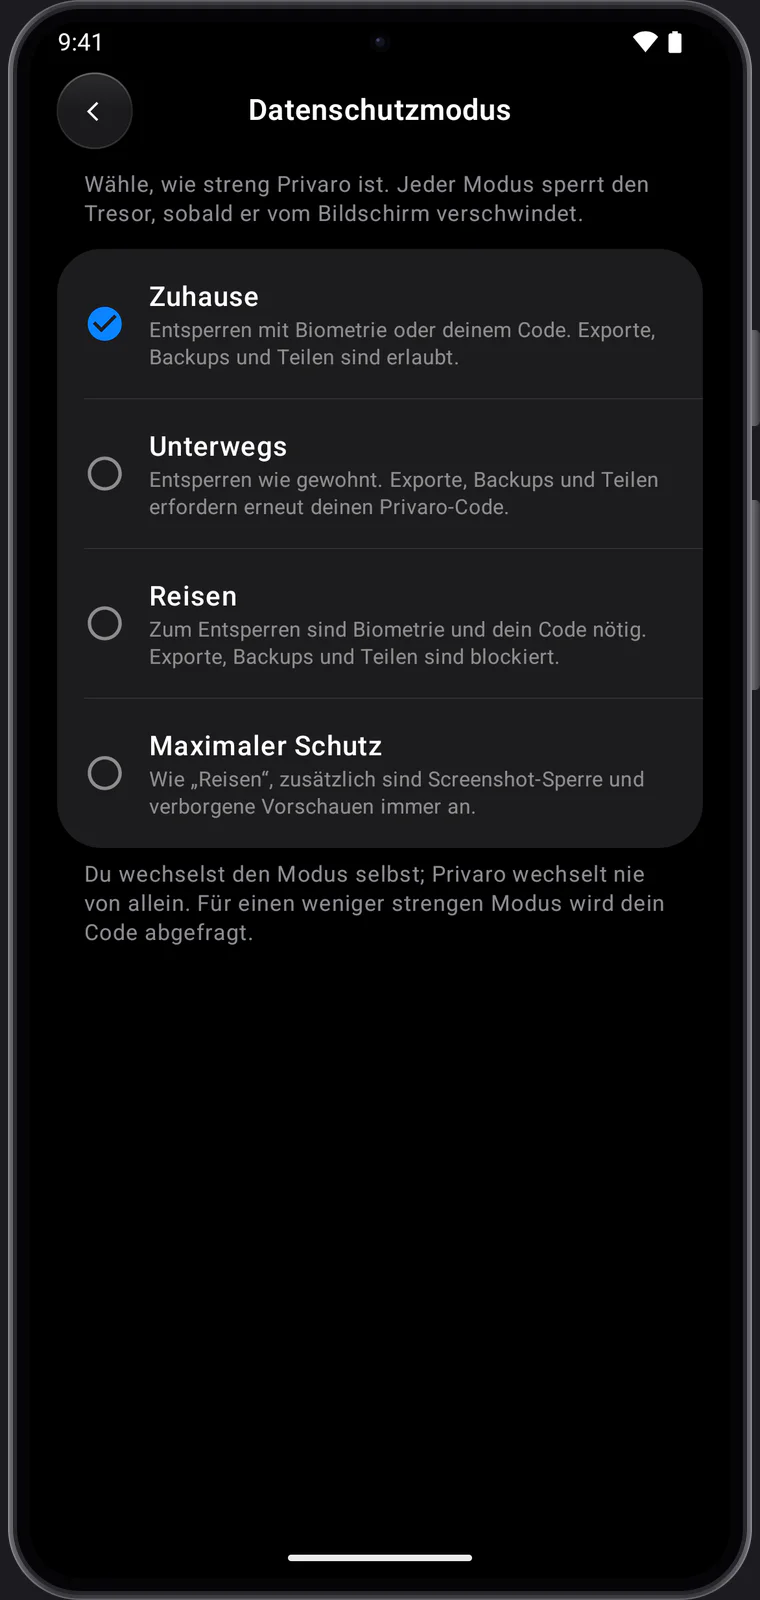 9:41
Datenschutzmodus
Wähle, wie streng Privaro ist. Jeder Modus sperrt den
Tresor, sobald er vom Bildschirm verschwindet.
Zuhause
Entsperren mit Biometrie oder deinem Code. Exporte,
Backups und Teilen sind erlaubt.
Unterwegs
Entsperren wie gewohnt. Exporte, Backups und Teilen
erfordern erneut deinen Privaro-Code.
Reisen
Zum Entsperren sind Biometrie und dein Code nötig.
Exporte, Backups und Teilen sind blockiert.
Maximaler Schutz
Wie „Reisen“, zusätzlich sind Screenshot-Sperre und
verborgene Vorschauen immer an.
Du wechselst den Modus selbst; Privaro wechselt nie
von allein. Für einen weniger strengen Modus wird dein
Code abgefragt.